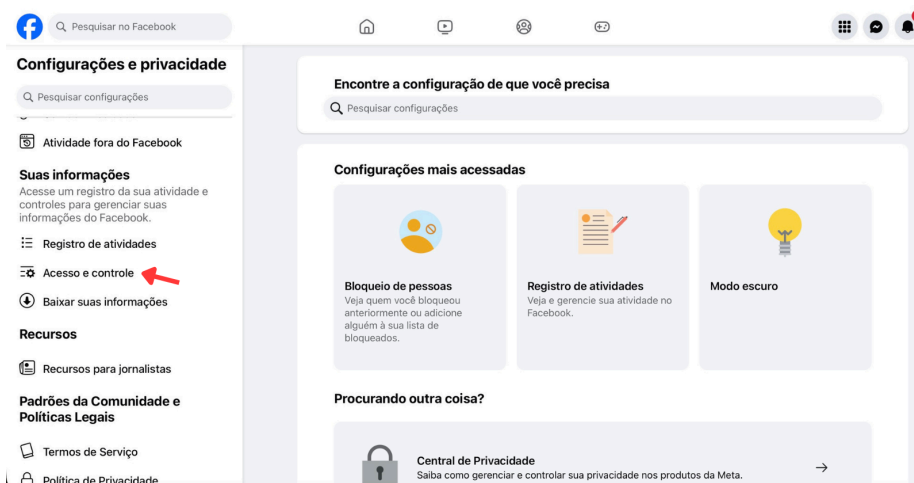 Pesquisar no Facebook
Configurações e privacidade
Pesquisar configurações
Atividade fora do Facebook
Suas informações
Acesse um registro da sua atividade e
controles para gerenciar suas
informações do Facebook.
Registro de atividades
Acesso e controle
Baixar suas informações
Recursos
Recursos para jornalistas
Padrões da Comunidade e
Políticas Legais
Termos de Serviço
Política de Privacidade
Encontre a configuração de que você precisa
Pesquisar configurações
Configurações mais acessadas
Bloqueio de pessoas
Veja quem você bloqueou
anteriormente ou adicione
alguém à sua lista de
bloqueados.
Registro de atividades
Veja e gerencie sua atividade no
Facebook.
Modo escuro
Procurando outra coisa?
Central de Privacidade
Saiba como gerenciar e controlar sua privacidade nos produtos da Meta.